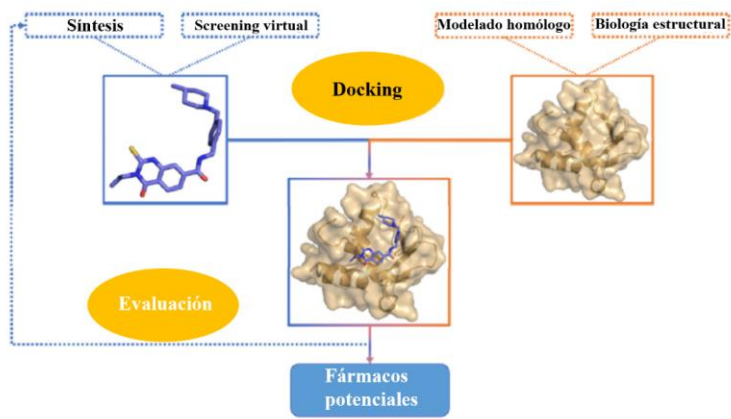 Síntesis
Screening virtual
Modelado homólogo
Biología estructural
Docking
Evaluación
Fármacos
potenciales